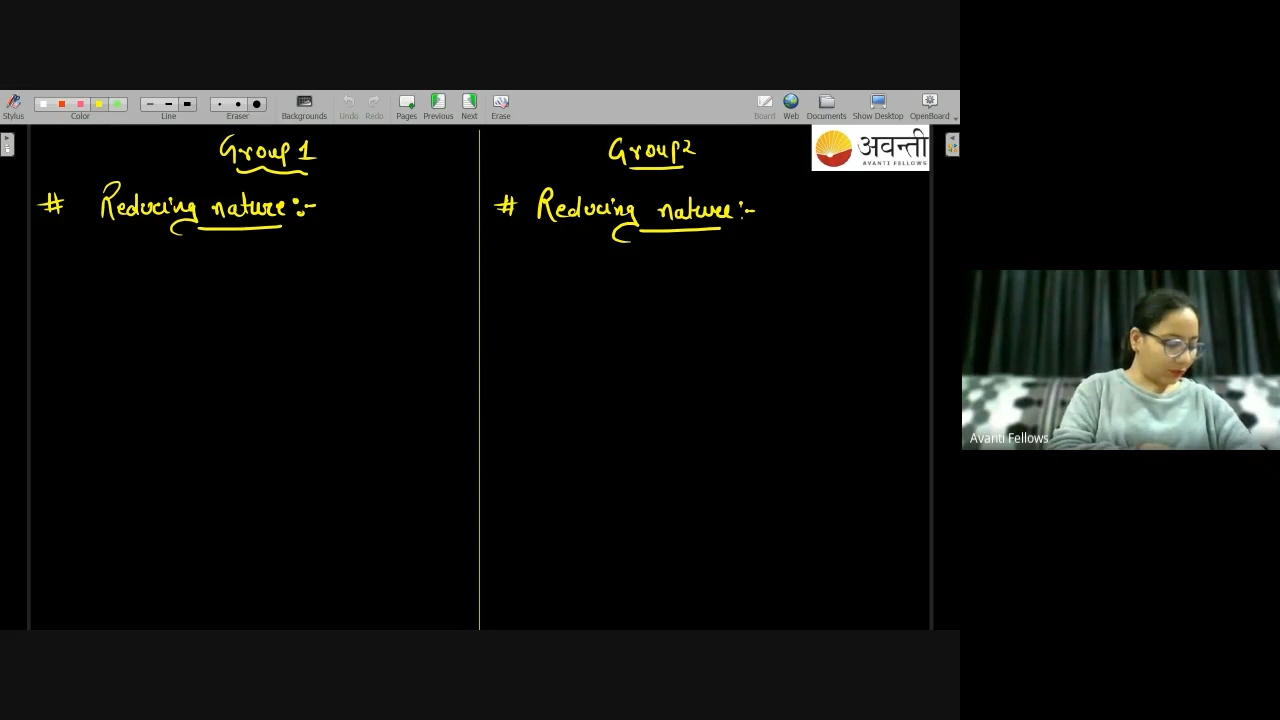 Stylus
Color
Line
Eraser
Backgrounds
Undo
Redo
Pages
Previous
Next
Erase
Board
Web
Documents
Show Desktop
OpenBoard
Group 1
Group 2
अवन्ती
AVANTI FELLOWS
# Reducing nature :-
# Reducing nature :-
Avanti Fellows